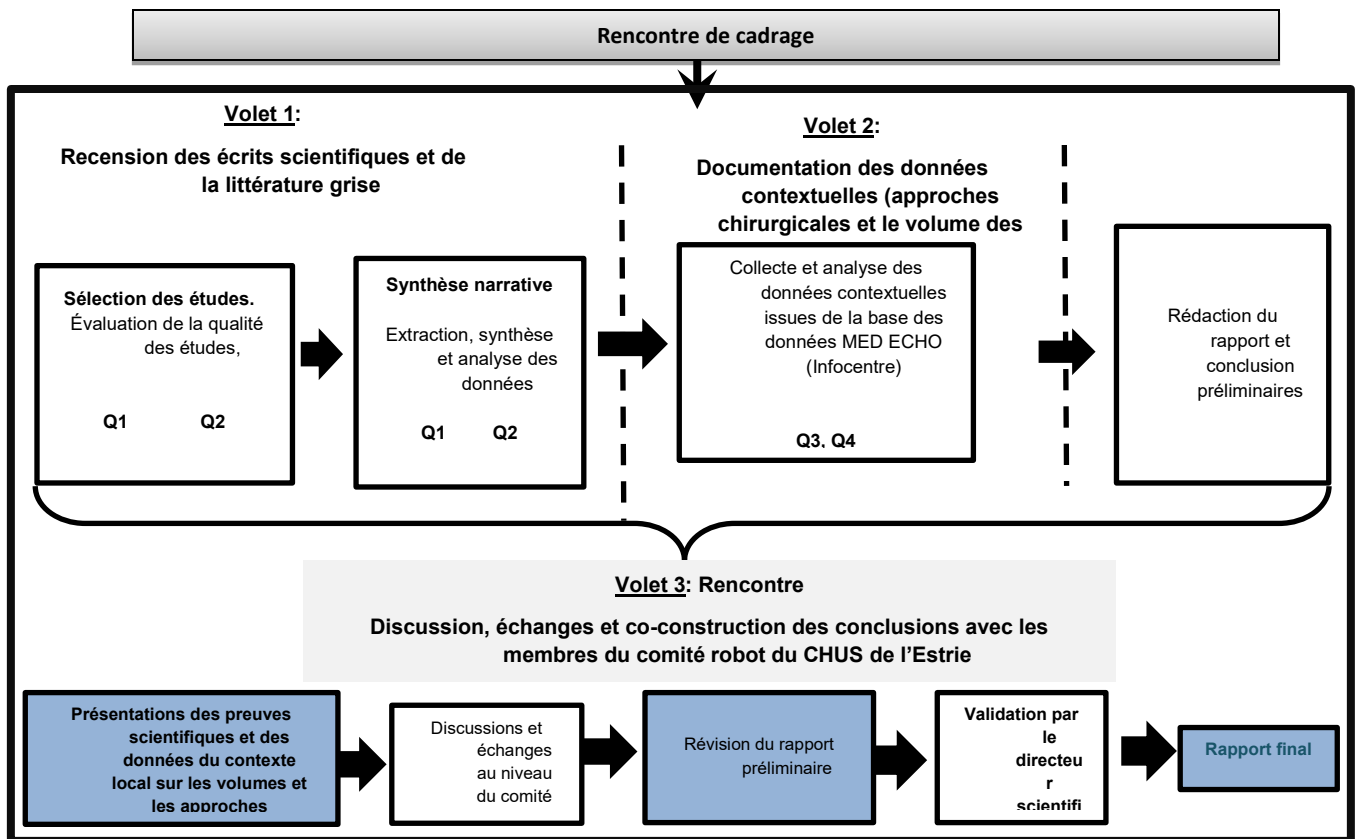 Rencontre de cadrage
Volet 1:
Recension des écrits scientifiques et de
la littérature grise
Volet 2:
Documentation des données
contextuelles (approches
chirurgicales et le volume des
Sélection des études.
Évaluation de la qualité
des études,
Q1 Q2
Synthèse narrative
Extraction, synthèse
et analyse des
données
Q1 Q2
Collecte et analyse des
données contextuelles
issues de la base des
données MED ECHO
(Infocentre)
Q3, Q4
Rédaction du
rapport et
conclusion
préliminaires
Volet 3: Rencontre
Discussion, échanges et co-construction des conclusions avec les
membres du comité robot du CHUS de l’Estrie
Présentations des preuves
scientifiques et des
données du contexte
local sur les volumes et
les approches
Discussions et
échanges
au niveau
du comité
Révision du rapport
préliminaire
Validation par
le
directeu
r
scientifi
Rapport final